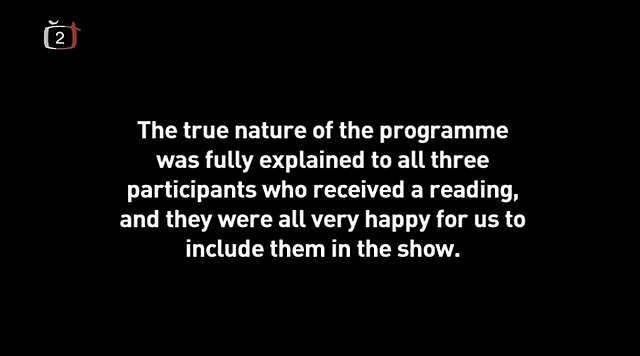 2
The true nature of the programme
was fully explained to all three
participants who received a reading,
and they were all very happy for us to
include them in the show.